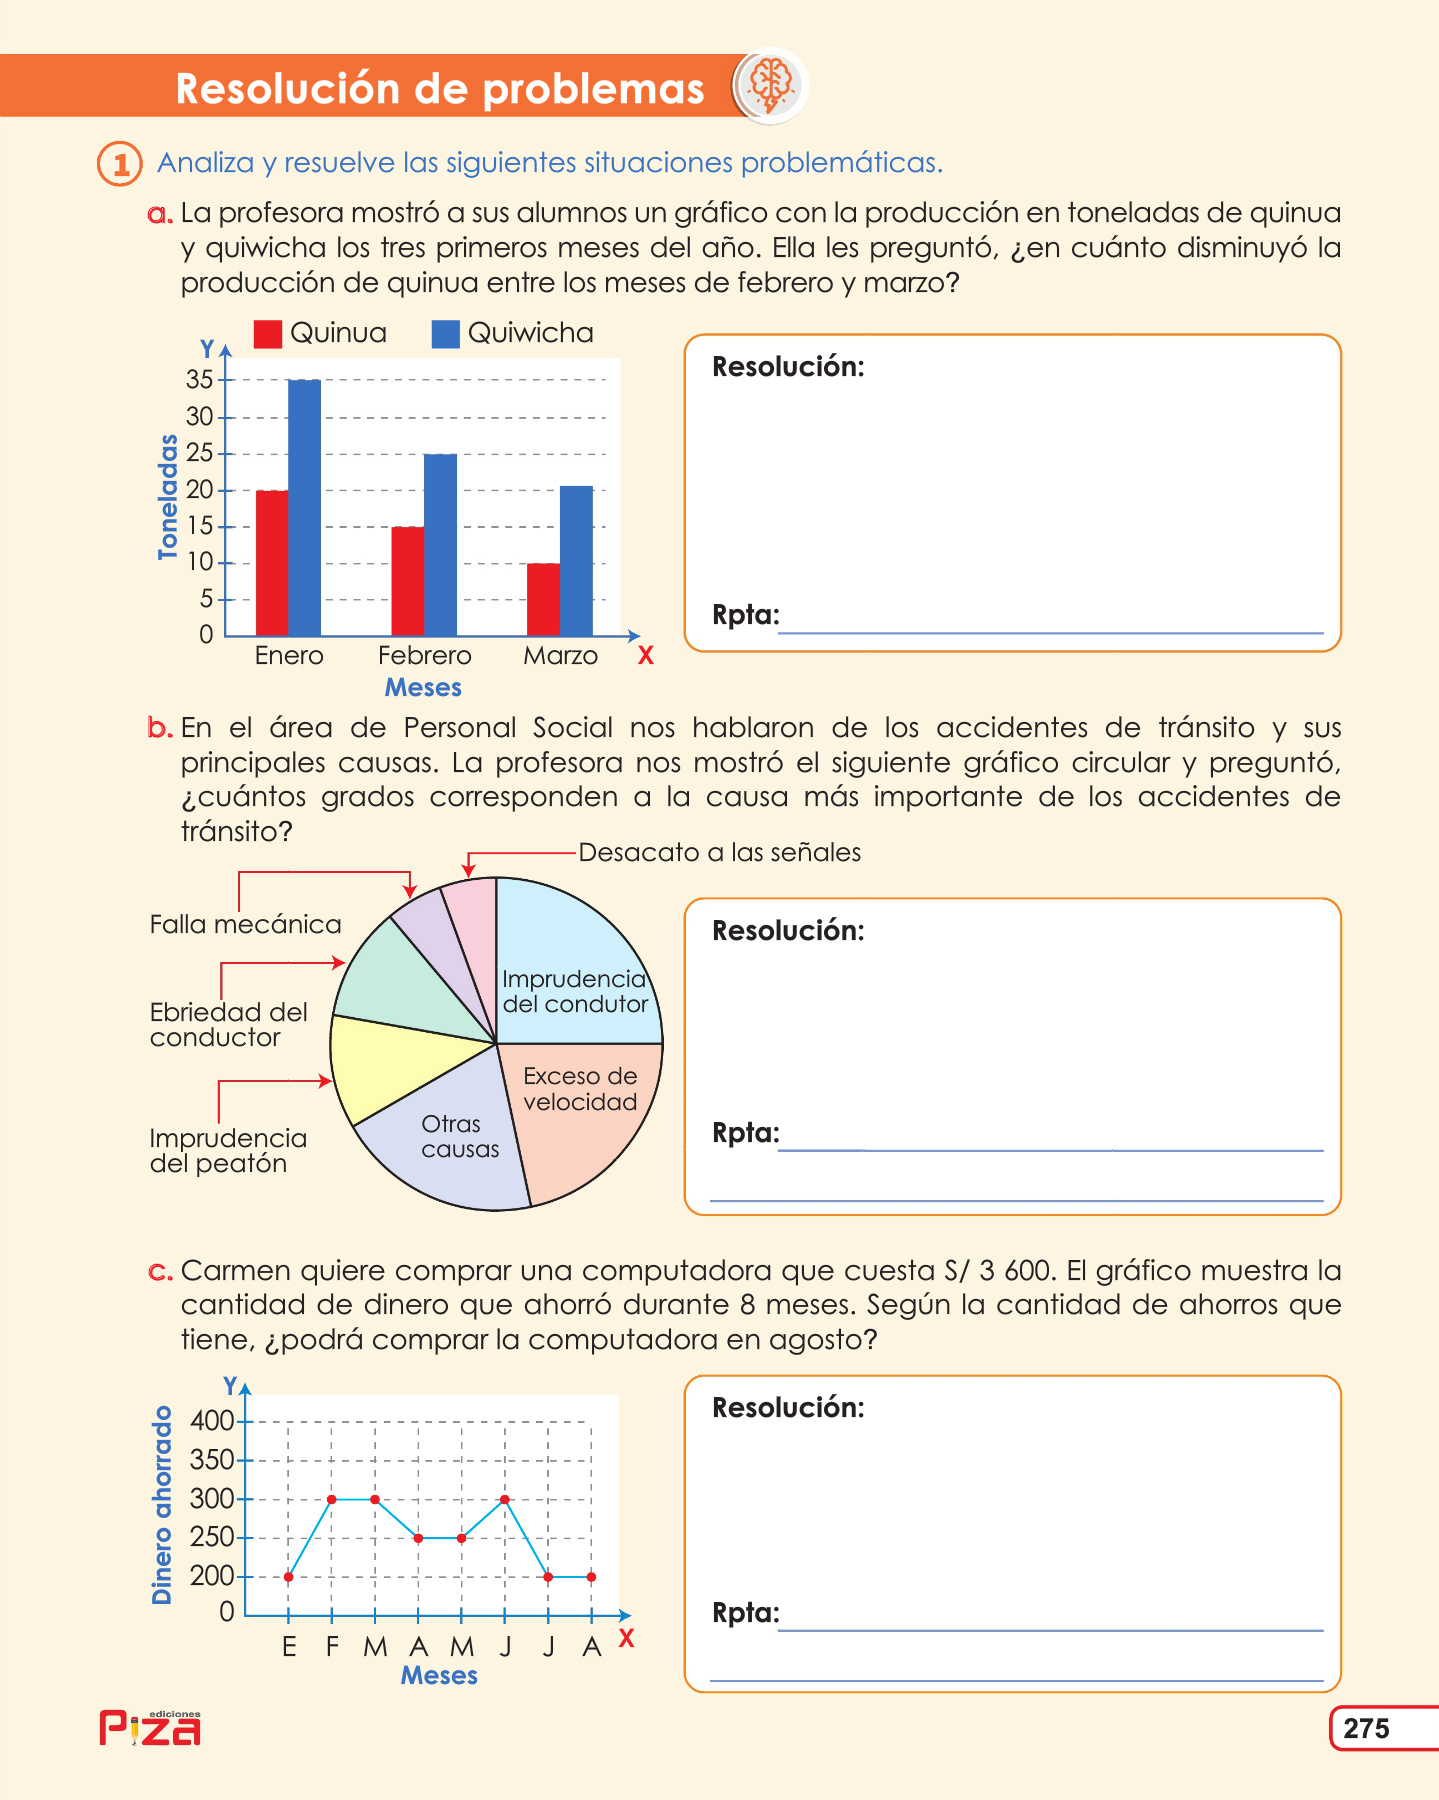 Resolución de problemas
1 Analiza y resuelve las siguientes situaciones problemáticas.
a. La profesora mostró a sus alumnos un gráfico con la producción en toneladas de quinua
y quiwicha los tres primeros meses del año. Ella les preguntó, ¿en cuánto disminuyó la
producción de quinua entre los meses de febrero y marzo?
Quinua Quiwicha
Y
Toneladas
35
30
25
20
15
10
5
0
Enero Febrero Marzo X
Meses
Resolución:
Rpta:
b. En el área de Personal Social nos hablaron de los accidentes de tránsito y sus
principales causas. La profesora nos mostró el siguiente gráfico circular y preguntó,
¿cuántos grados corresponden a la causa más importante de los accidentes de
tránsito?
Desacato a las señales
Falla mecánica
Ebriedad del
conductor
Imprudencia
del peatón
Imprudencia
del condutor
Exceso de
velocidad
Otras
causas
Resolución:
Rpta:
c. Carmen quiere comprar una computadora que cuesta S/ 3 600. El gráfico muestra la
cantidad de dinero que ahorró durante 8 meses. Según la cantidad de ahorros que
tiene, ¿podrá comprar la computadora en agosto?
Y
Dinero ahorrado
400
350
300
250
200
0
E F M A M J J A X
Meses
Resolución:
Rpta:
ediciones
Piza
275